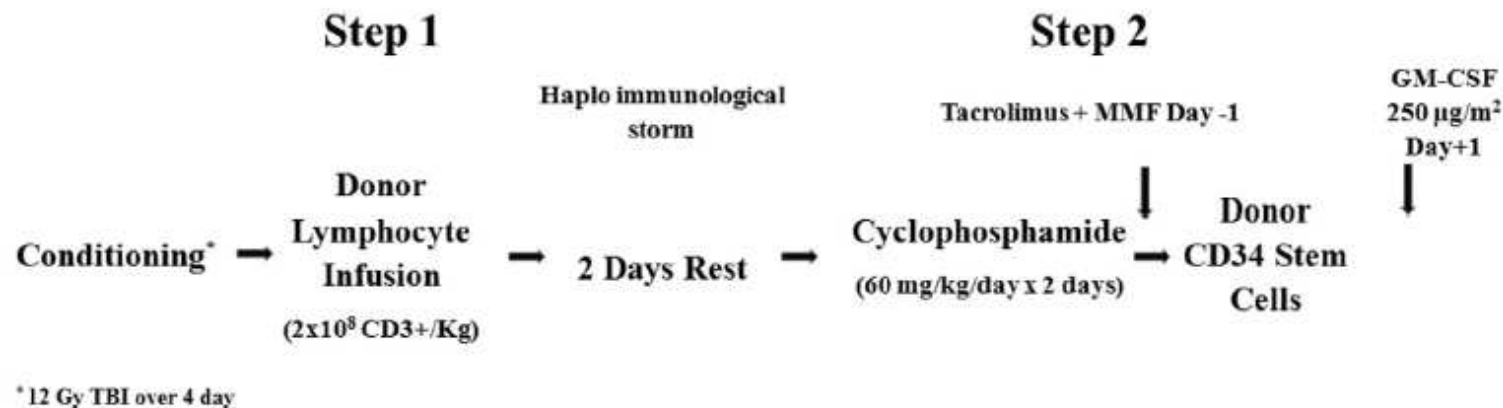 Step 1
Step 2
Haplo immunological
storm
Tacrolimus + MMF Day -1
GM-CSF
250 µg/m²
Day+1
Conditioning*
Donor
Lymphocyte
Infusion
(2x10⁸ CD3+/Kg)
2 Days Rest
Cyclophosphamide
(60 mg/kg/day x 2 days)
Donor
CD34 Stem
Cells
* 12 Gy TBI over 4 day